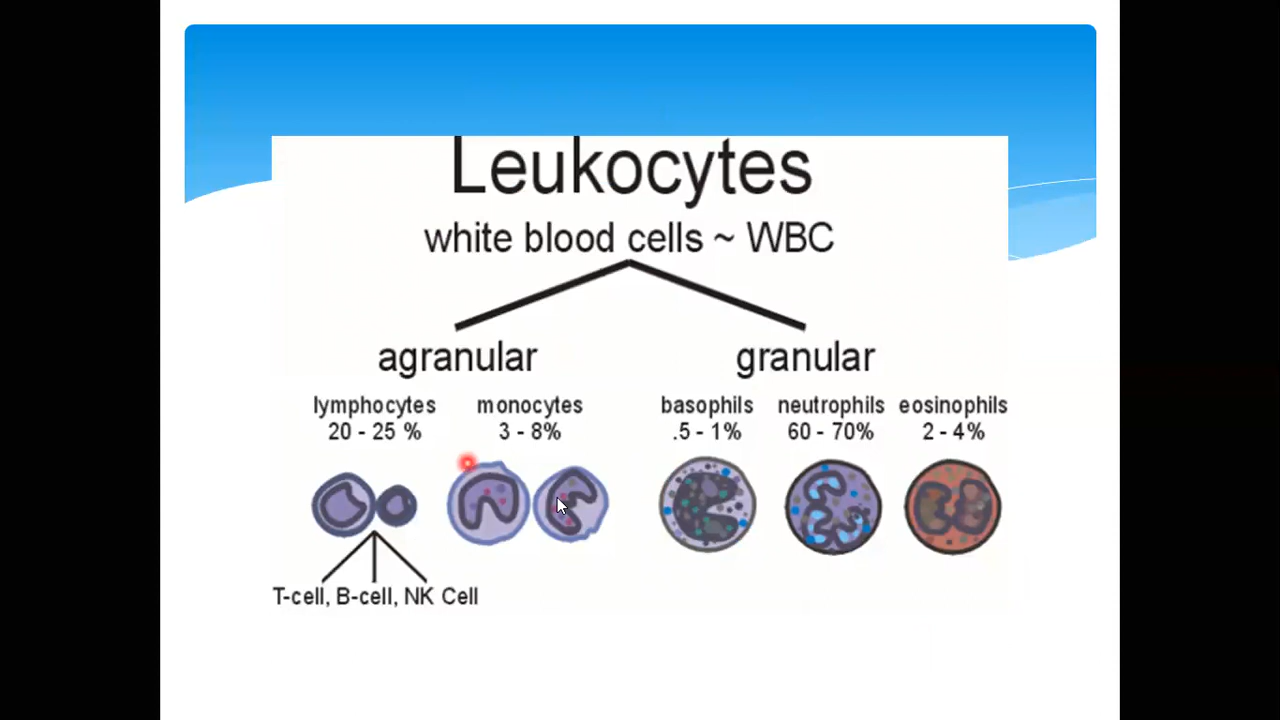 Leukocytes
white blood cells ~ WBC
agranular
granular
lymphocytes
20 - 25 %
monocytes
3 - 8%
basophils
.5 - 1%
neutrophils
60 - 70%
eosinophils
2 - 4%
T-cell, B-cell, NK Cell